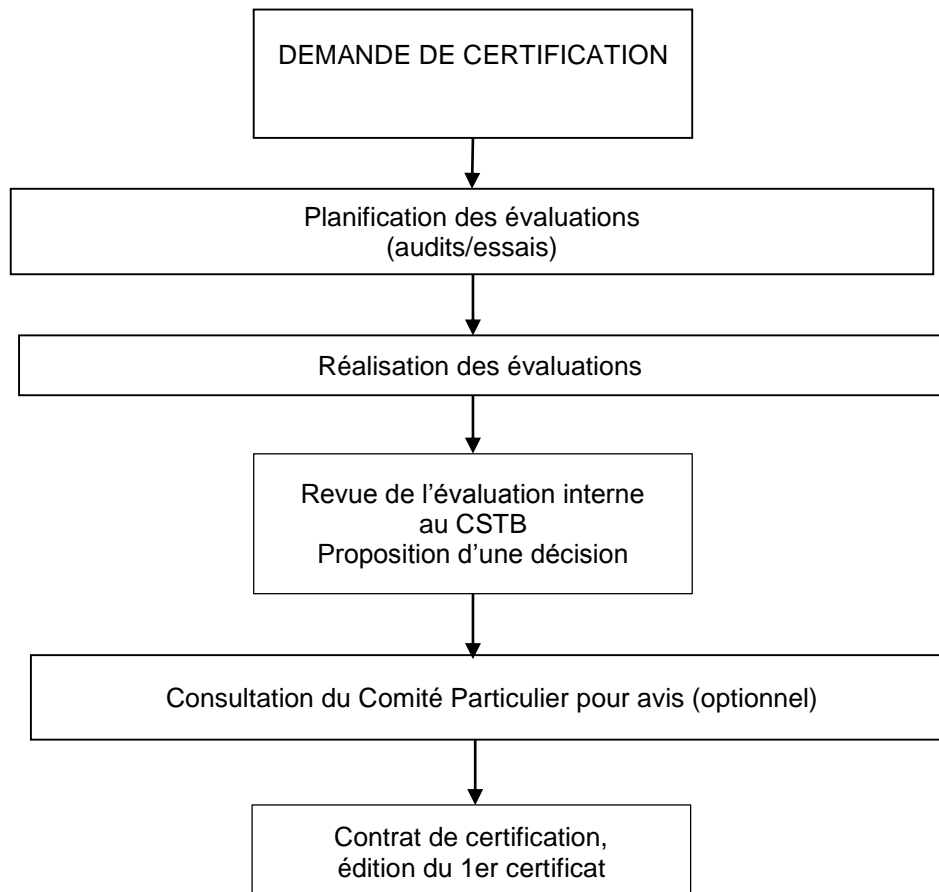 DEMANDE DE CERTIFICATION
Planification des évaluations
(audits/essais)
Réalisation des évaluations
Revue de l’évaluation interne
au CSTB
Proposition d’une décision
Consultation du Comité Particulier pour avis (optionnel)
Contrat de certification,
édition du 1er certificat